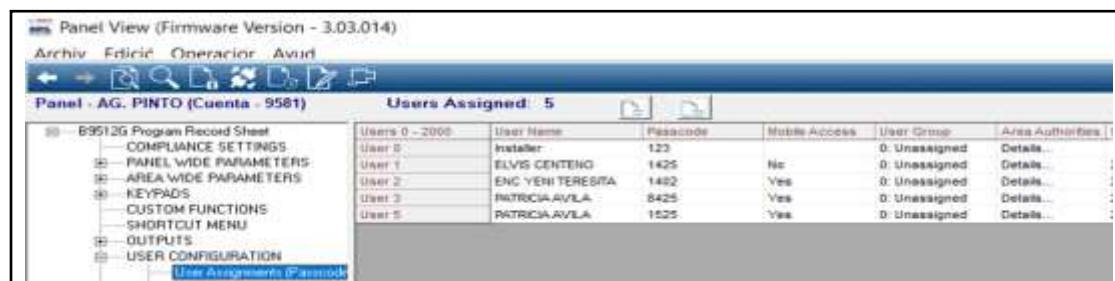 Panel View (Firmware Version - 3.03.014)
Archiv Edició Operacior Ayud
Panel - AG. PINTO (Cuenta - 9581) Users Assigned: 5
B9512G Program Record Sheet
COMPLIANCE SETTINGS
PANEL WIDE PARAMETERS
AREA WIDE PARAMETERS
KEYPADS
CUSTOM FUNCTIONS
SHORTCUT MENU
OUTPUTS
USER CONFIGURATION
User Assignments (Passcode
Users 0 - 2000 User Name Passcode Mobile Access User Group Area Authorities
User 0 Installer 123 0: Unassigned Details...
User 1 ELVIS CENTENO 1425 No 0: Unassigned Details...
User 2 ENC YENI TERESITA 1402 Yes 0: Unassigned Details...
User 3 PATRICIA AVILA 8425 Yes 0: Unassigned Details...
User 5 PATRICIA AVILA 1525 Yes 0: Unassigned Details...